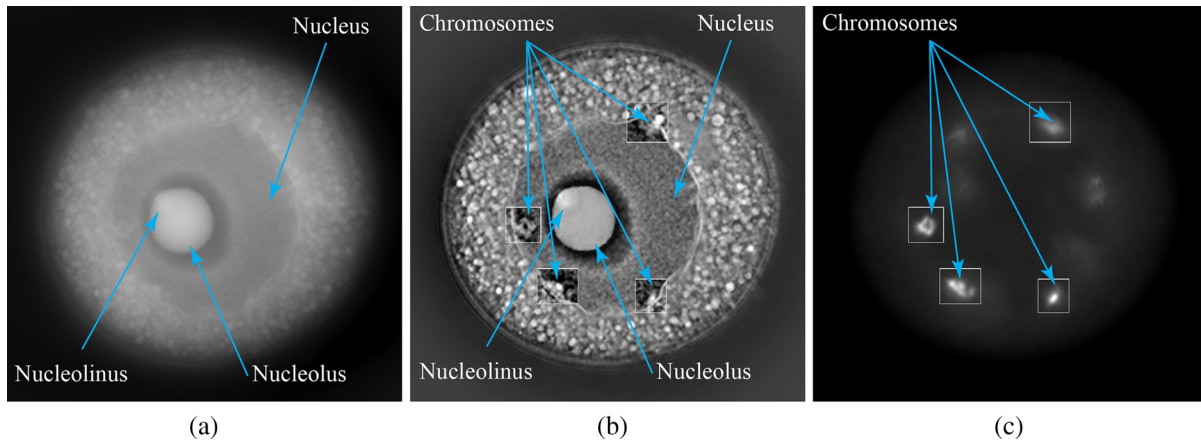 Nucleus
Nucleolinus
Nucleolus
(a)
Chromosomes
Nucleus
Nucleolinus
Nucleolus
(b)
Chromosomes
(c)